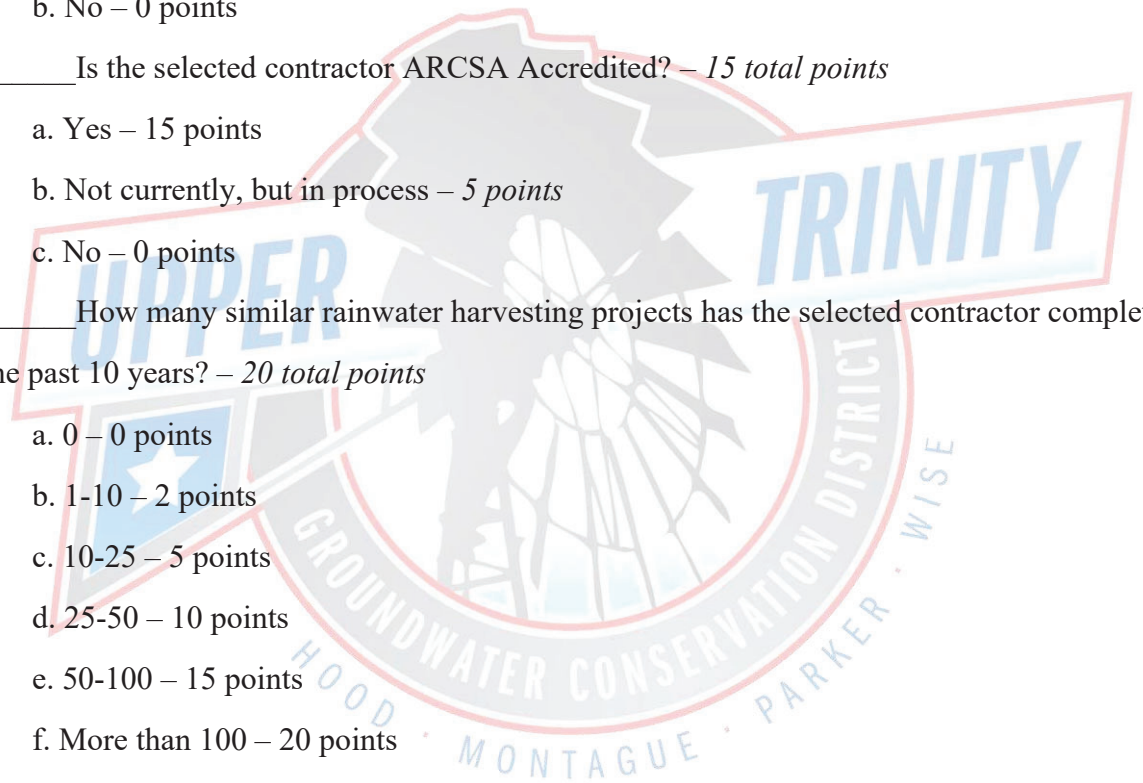 b. No – 0 points
_____Is the selected contractor ARCSA Accredited? – 15 total points
a. Yes – 15 points
b. Not currently, but in process – 5 points
c. No – 0 points
_____How many similar rainwater harvesting projects has the selected contractor
past 10 years? – 20 total points
a. 0 – 0 points
b. 1-10 – 2 points
c. 10-25 – 5 points
d. 25-50 – 10 points
e. 50-100 – 15 points
f. More than 100 – 20 points
UPPER
TRINITY
GROUNDWATER CONSERVATION DISTRICT
HOOD · MONTAGUE · PARKER · WISE